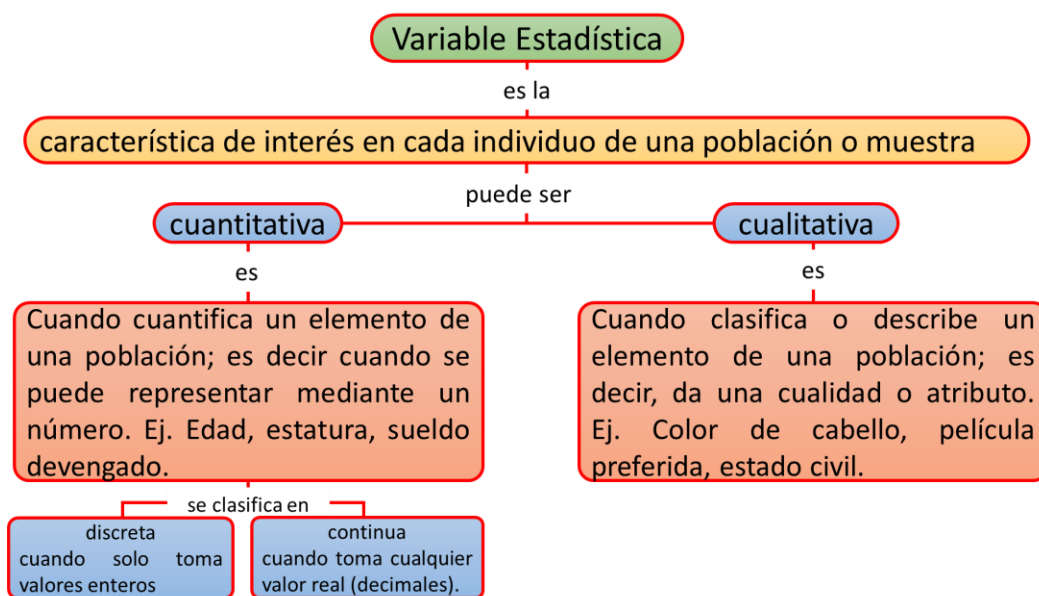 Variable Estadística
es la
característica de interés en cada individuo de una población o muestra
puede ser
cuantitativa
cualitativa
es
es
Cuando cuantifica un elemento de
una población; es decir cuando se
puede representar mediante un
número. Ej. Edad, estatura, sueldo
devengado.
Cuando clasifica o describe un
elemento de una población; es
decir, da una cualidad o atributo.
Ej. Color de cabello, película
preferida, estado civil.
se clasifica en
discreta
cuando solo toma
valores enteros
continua
cuando toma cualquier
valor real (decimales).